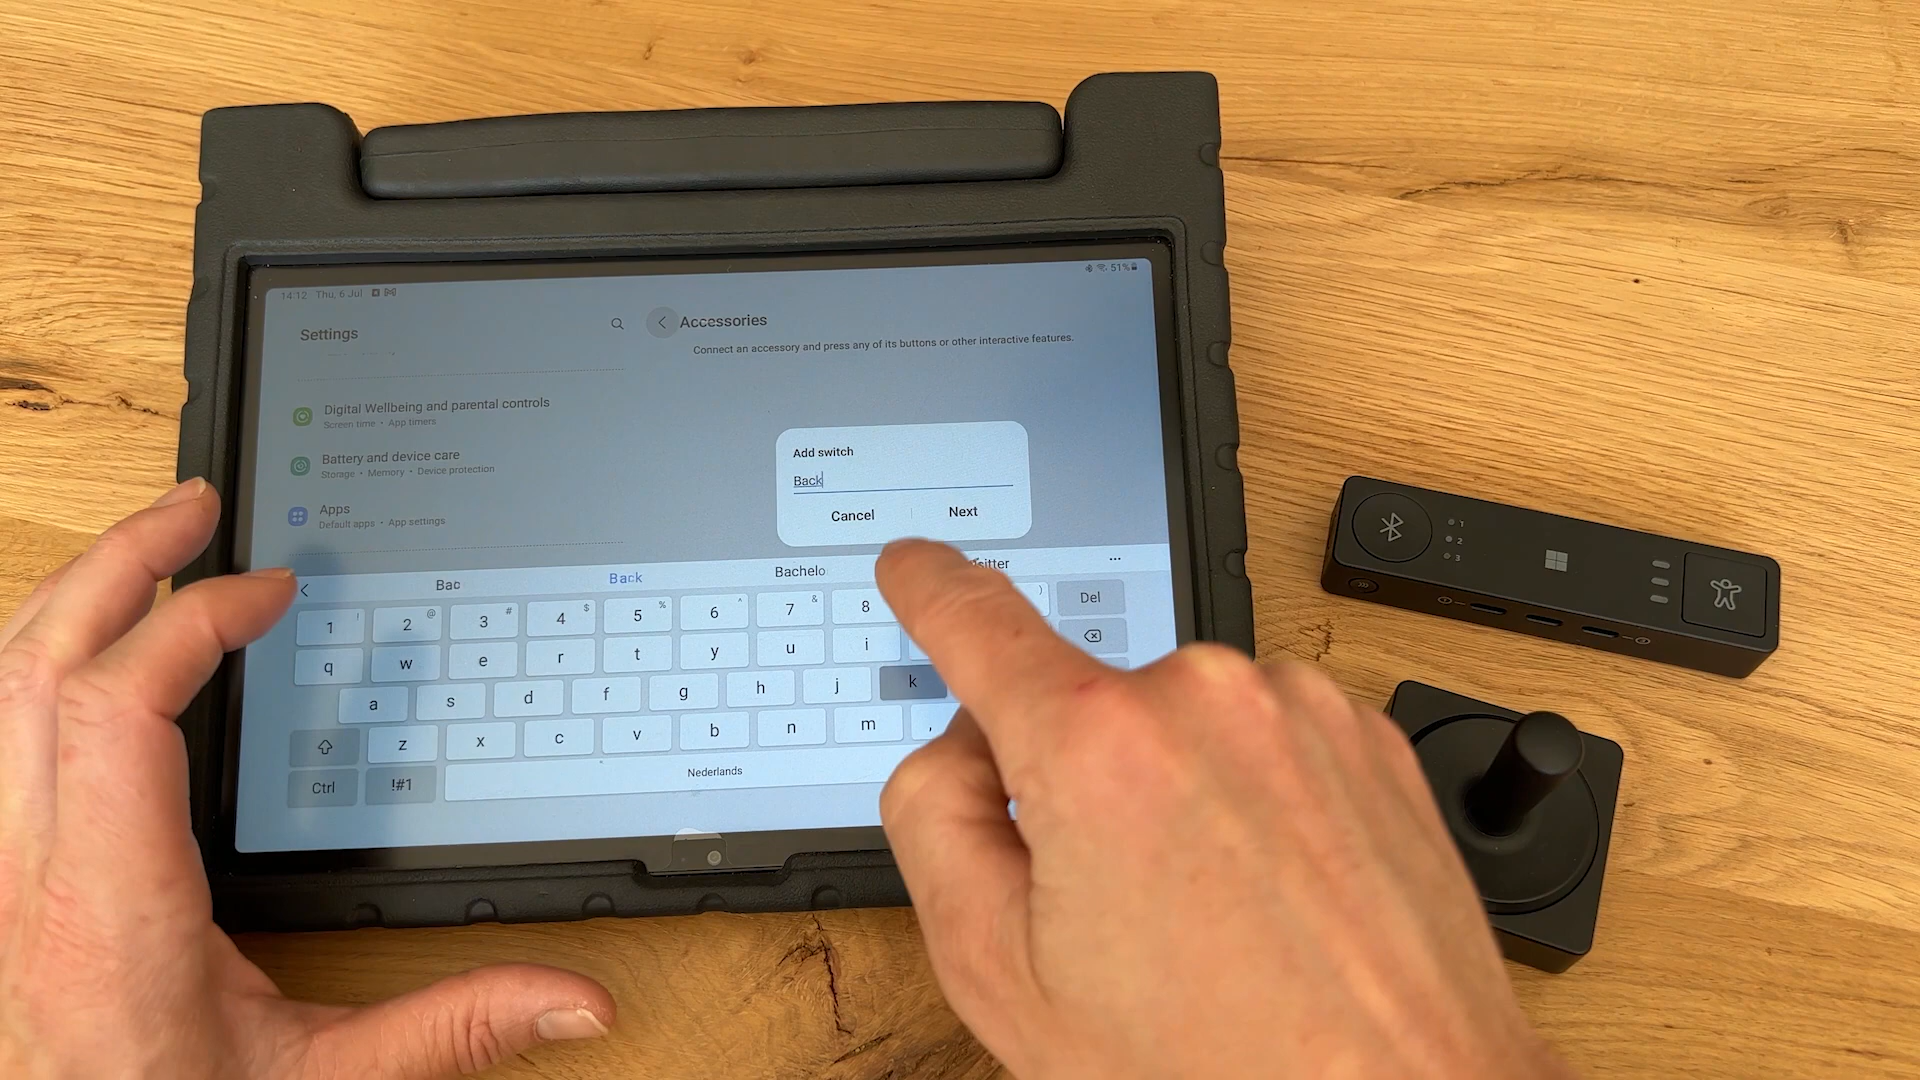 14:12 Thu, 6 Jul
51%
Settings
Accessories
Connect an accessory and press any of its buttons or other interactive features.
Digital Wellbeing and parental controls
Screen time • App timers
Battery and device care
Storage • Memory • Device protection
Apps
Default apps • App settings
Add switch
Back
Cancel
Next
Bac
Back
Bachelo
1 ! 2 @ 3 # 4 $ 5 % 6 ^ 7 & 8 ) Del
q w e r t y u i
a s d f g h j k
z x c v b n m ,
Ctrl !#1 Nederlands
1
2
3